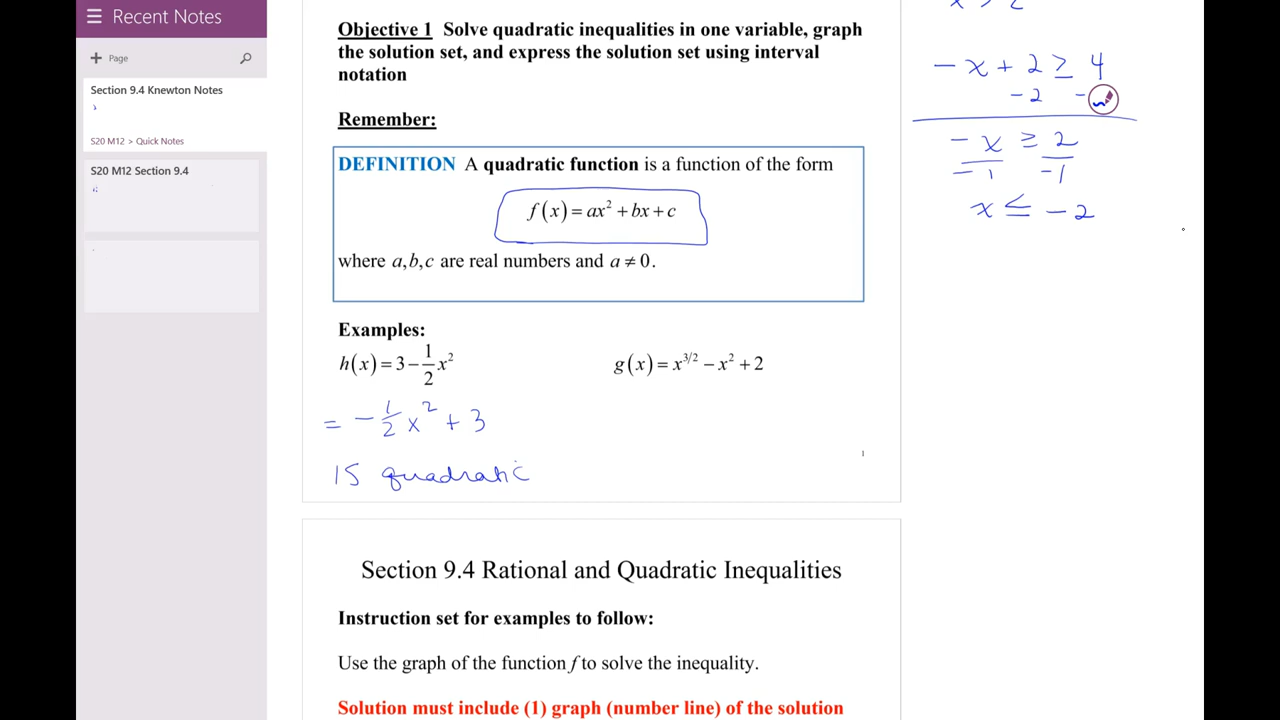 Recent Notes
+ Page
Section 9.4 Knewton Notes
S20 M12 > Quick Notes
S20 M12 Section 9.4
Objective 1 Solve quadratic inequalities in one variable, graph
the solution set, and express the solution set using interval
notation
Remember:
DEFINITION A quadratic function is a function of the form
f(x) = ax² + bx + c
where a,b,c are real numbers and a ≠ 0.
Examples:
h(x) = 3 − 1/2 x²
g(x) = x^{3/2} − x² + 2
= − 1/2 x² + 3
IS quadratic
1
Section 9.4 Rational and Quadratic Inequalities
Instruction set for examples to follow:
Use the graph of the function f to solve the inequality.
Solution must include (1) graph (number line) of the solution
− x + 2 ≥ 4
− 2 −
− x ≥ 2
− 1 − 1
x ≤ − 2